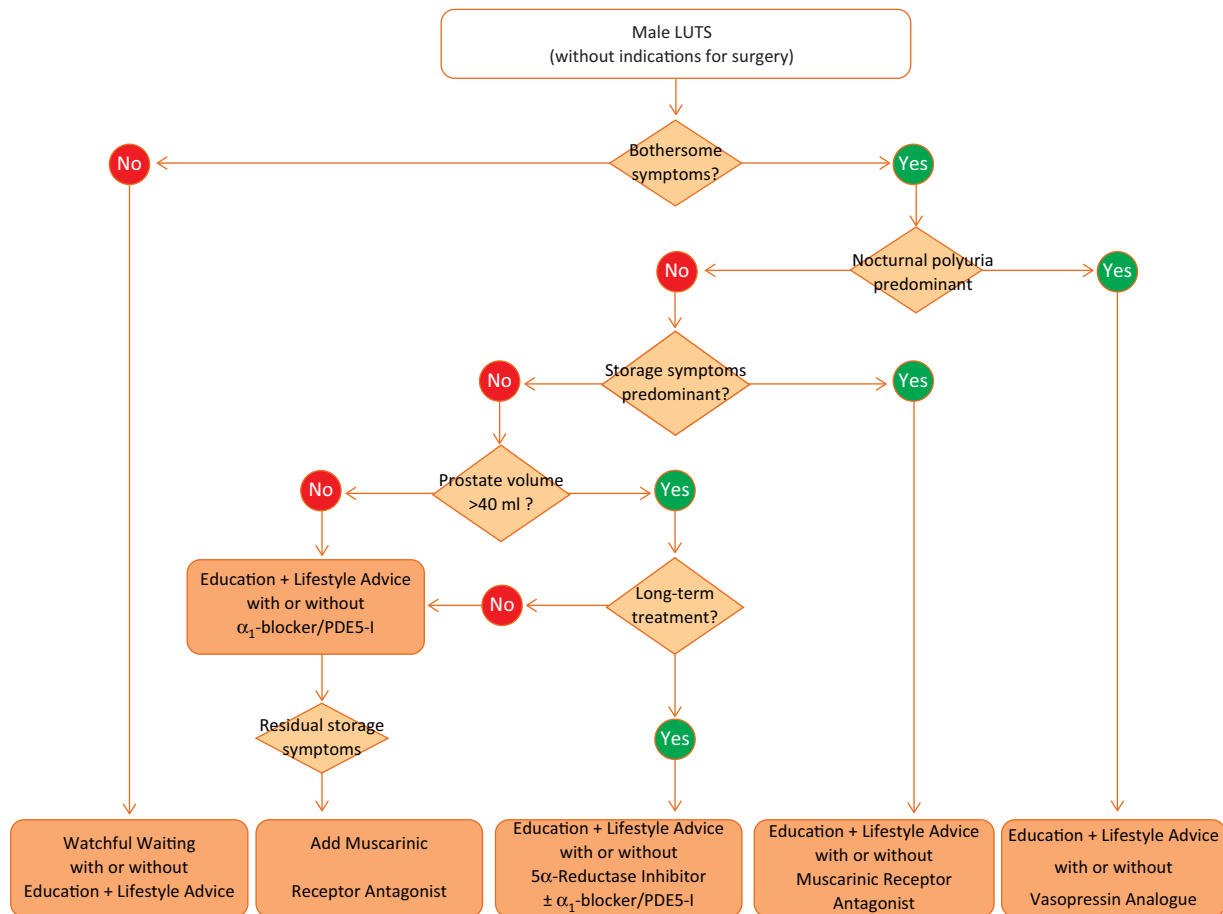 Male LUTS
(without indications for surgery)
No
Bothersome
symptoms?
Yes
Nocturnal polyuria
predominant
No
Yes
Storage symptoms
predominant?
No
Yes
Prostate volume
>40 ml ?
No
Yes
Education + Lifestyle Advice
with or without
α₁-blocker/PDE5-I
No
Long-term
treatment?
Residual storage
symptoms
Yes
Watchful Waiting
with or without
Education + Lifestyle Advice
Add Muscarinic
Receptor Antagonist
Education + Lifestyle Advice
with or without
5α-Reductase Inhibitor
± α₁-blocker/PDE5-I
Education + Lifestyle Advice
with or without
Muscarinic Receptor
Antagonist
Education + Lifestyle Advice
with or without
Vasopressin Analogue